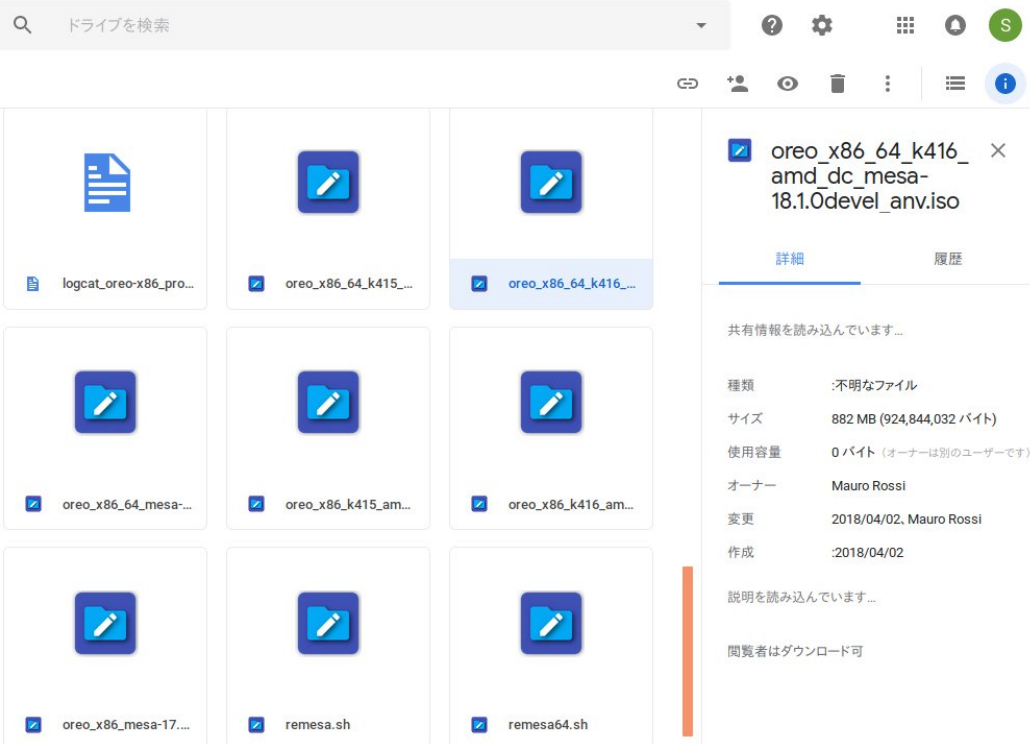 ドライブを検索
S
logcat_oreo-x86_pro...
oreo_x86_64_k415_...
oreo_x86_64_k416_...
oreo_x86_64_mesa-...
oreo_x86_k415_am...
oreo_x86_k416_am...
oreo_x86_mesa-17....
remesa.sh
remesa64.sh
oreo_x86_64_k416_
amd_dc_mesa-
18.1.0devel_anv.iso
詳細 履歴
共有情報を読み込んでいます...
種類 :不明なファイル
サイズ 882 MB (924,844,032 バイト)
使用容量 0 バイト (オーナーは別のユーザーです)
オーナー Mauro Rossi
変更 2018/04/02、Mauro Rossi
作成 :2018/04/02
説明を読み込んでいます...
閲覧者はダウンロード可